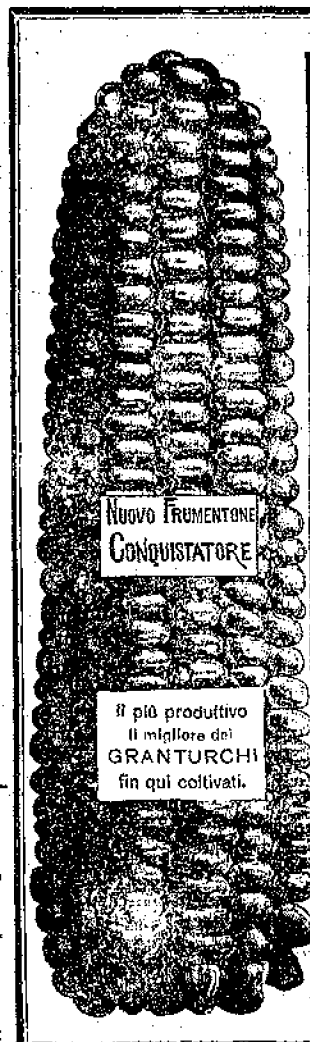 NUOVO FRUMENTONE
CONQUISTATORE
Il più produttivo
Il migliore dei
GRANTURCHI
fin qui coltivati.